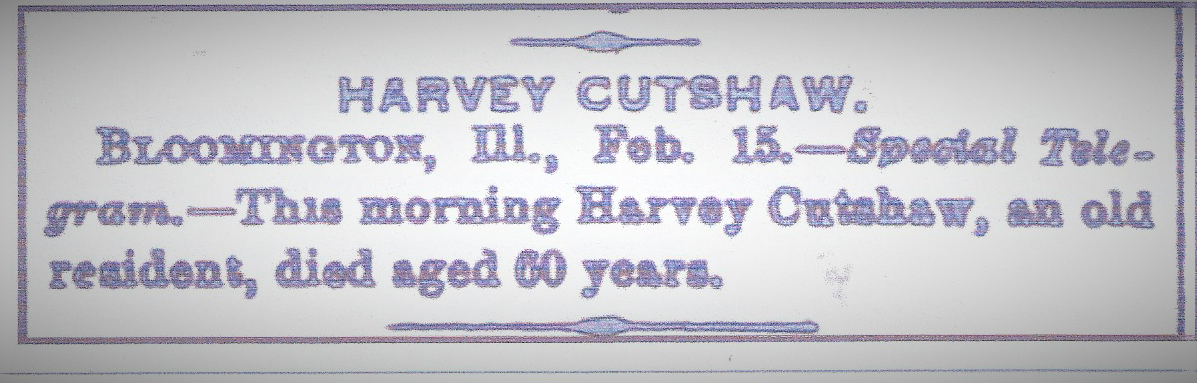 HARVEY CUTSHAW.
BLOOMINGTON, Ill., Feb. 15.—Special Tele-
gram.—This morning Harvey Cutshaw, an old
resident, died aged 60 years.